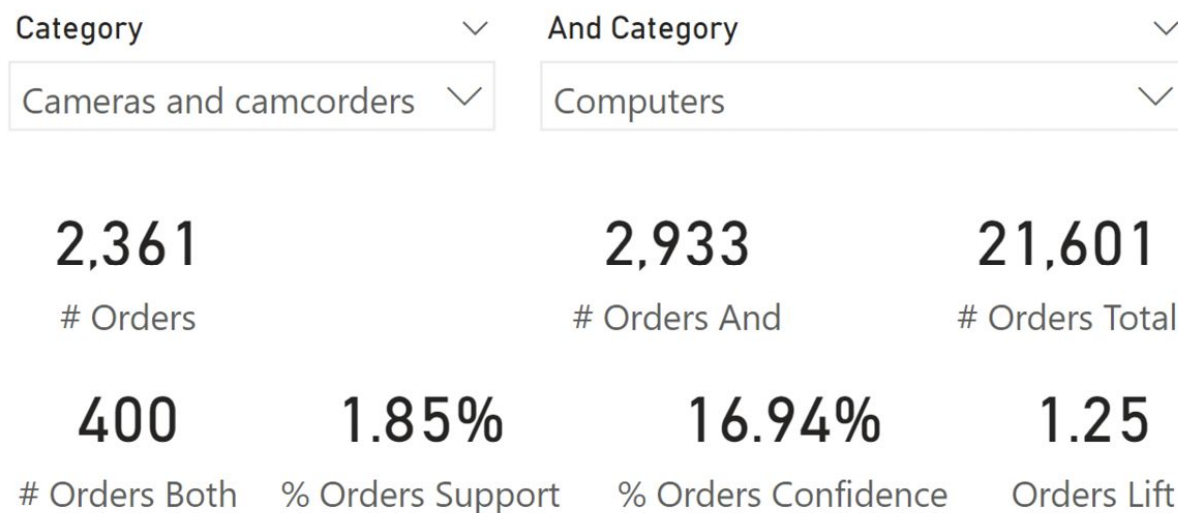 Category And Category
Cameras and camcorders Computers
2,361 2,933 21,601
# Orders # Orders And # Orders Total
400 1.85% 16.94% 1.25
# Orders Both % Orders Support % Orders Confidence Orders Lift